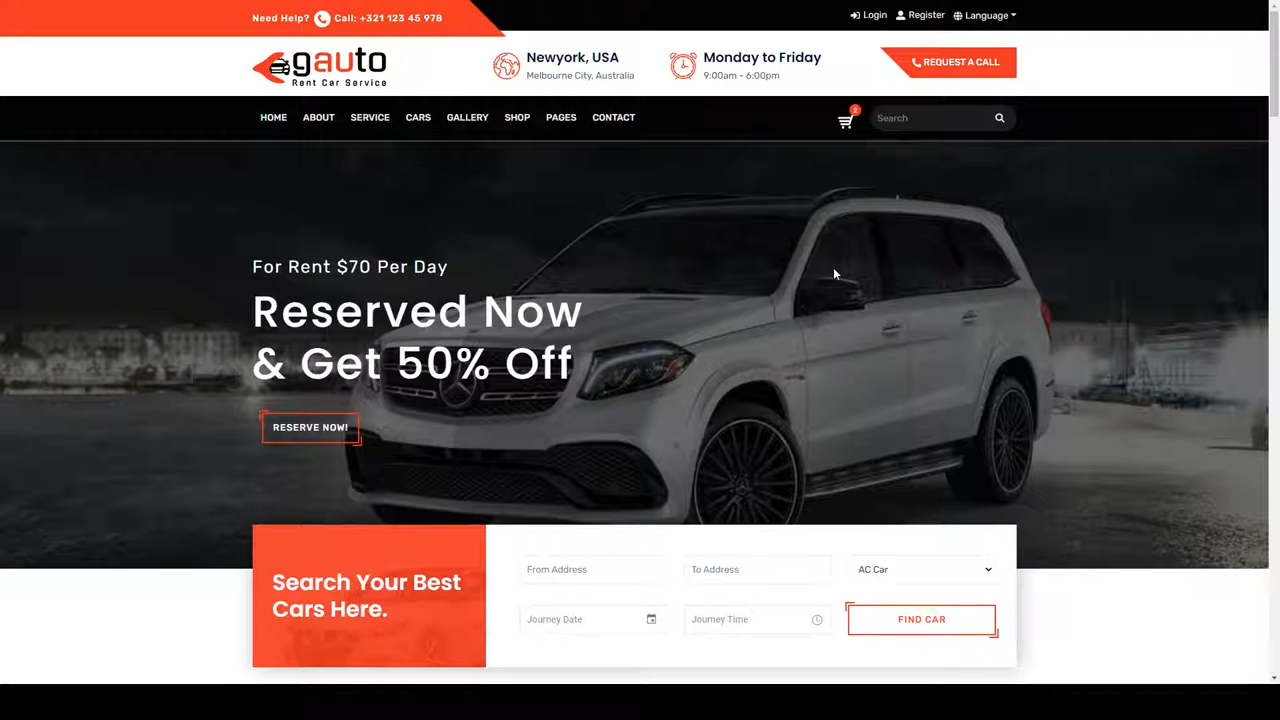 Need Help? Call: +321 123 45 978
Login Register Language
gauto
Rent Car Service
Newyork, USA
Melbourne City, Australia
Monday to Friday
9:00am - 6:00pm
REQUEST A CALL
HOME ABOUT SERVICE CARS GALLERY SHOP PAGES CONTACT
2
Search
For Rent $70 Per Day
Reserved Now
& Get 50% Off
RESERVE NOW!
Search Your Best
Cars Here.
From Address
To Address
AC Car
Journey Date
Journey Time
FIND CAR